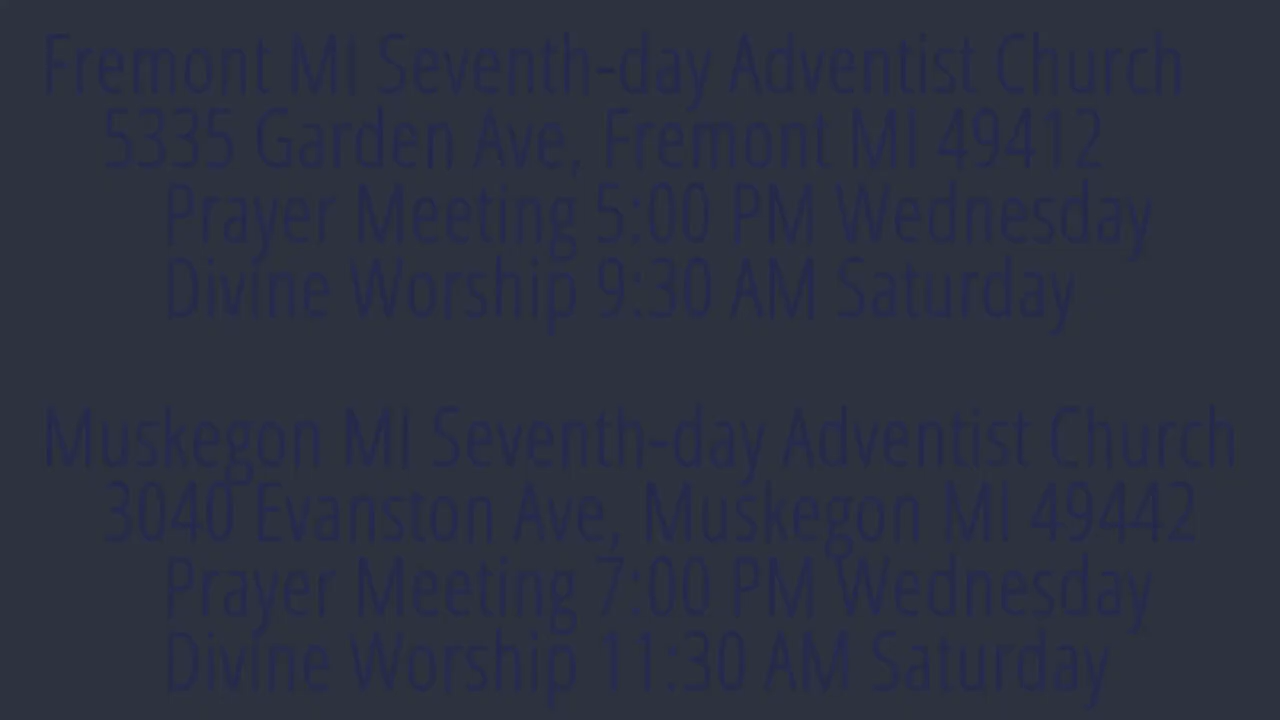 Fremont MI Seventh-day Adventist Church
5335 Garden Ave, Fremont MI 49412
Prayer Meeting 5:00 PM Wednesday
Divine Worship 9:30 AM Saturday
Muskegon MI Seventh-day Adventist Church
3040 Evanston Ave, Muskegon MI 49442
Prayer Meeting 7:00 PM Wednesday
Divine Worship 11:30 AM Saturday